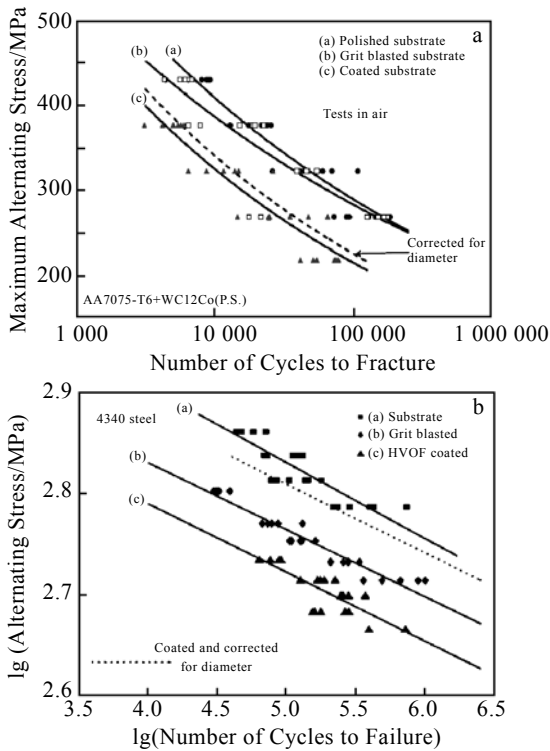 500
400
300
200
Maximum Alternating Stress/MPa
a
(b)
(a)
(c)
(a) Polished substrate
(b) Grit blasted substrate
(c) Coated substrate
Tests in air
Corrected for
diameter
AA7075-T6+WC12Co(P.S.)
1 000
10 000
100 000
1 000 000
Number of Cycles to Fracture
2.9
2.8
2.7
2.6
lg (Alternating Stress/MPa)
b
4340 steel
(a)
(b)
(c)
(a) Substrate
(b) Grit blasted
(c) HVOF coated
Coated and corrected
for diameter
3.5
4.0
4.5
5.0
5.5
6.0
6.5
lg(Number of Cycles to Failure)